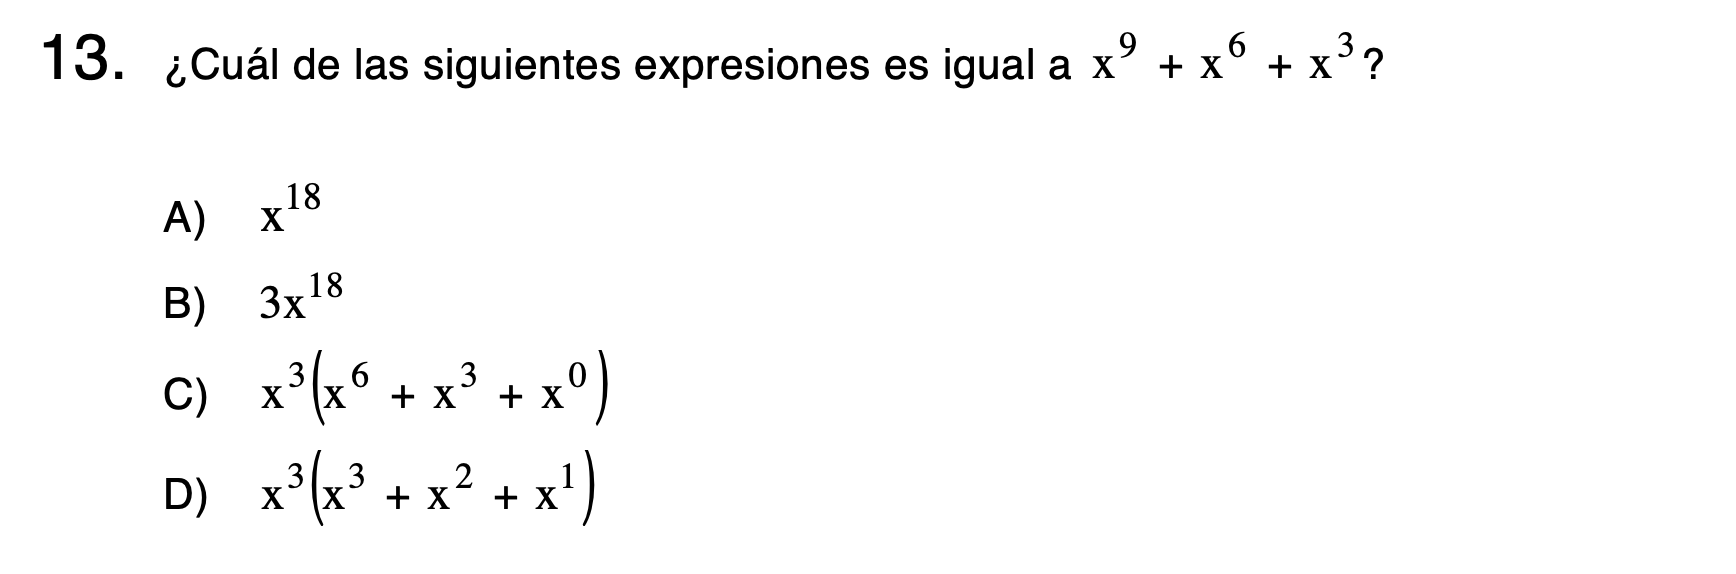 13. ¿Cuál de las siguientes expresiones es igual a x⁹ + x⁶ + x³?
A) x¹⁸
B) 3x¹⁸
C) x³(x⁶ + x³ + x⁰)
D) x³(x³ + x² + x¹)